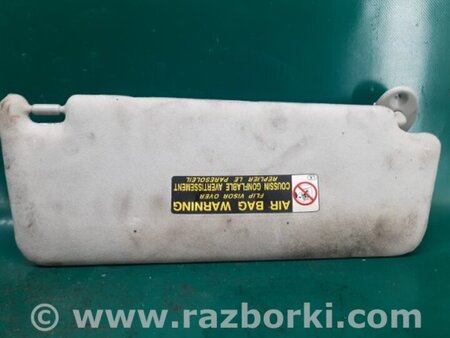 AIR BAG WARNING
FLIP VISOR OVER
COUSSIN GONFLABLE AVERTISSEMENT
REPLIER LE PARESOLEIL
www.razborki.com